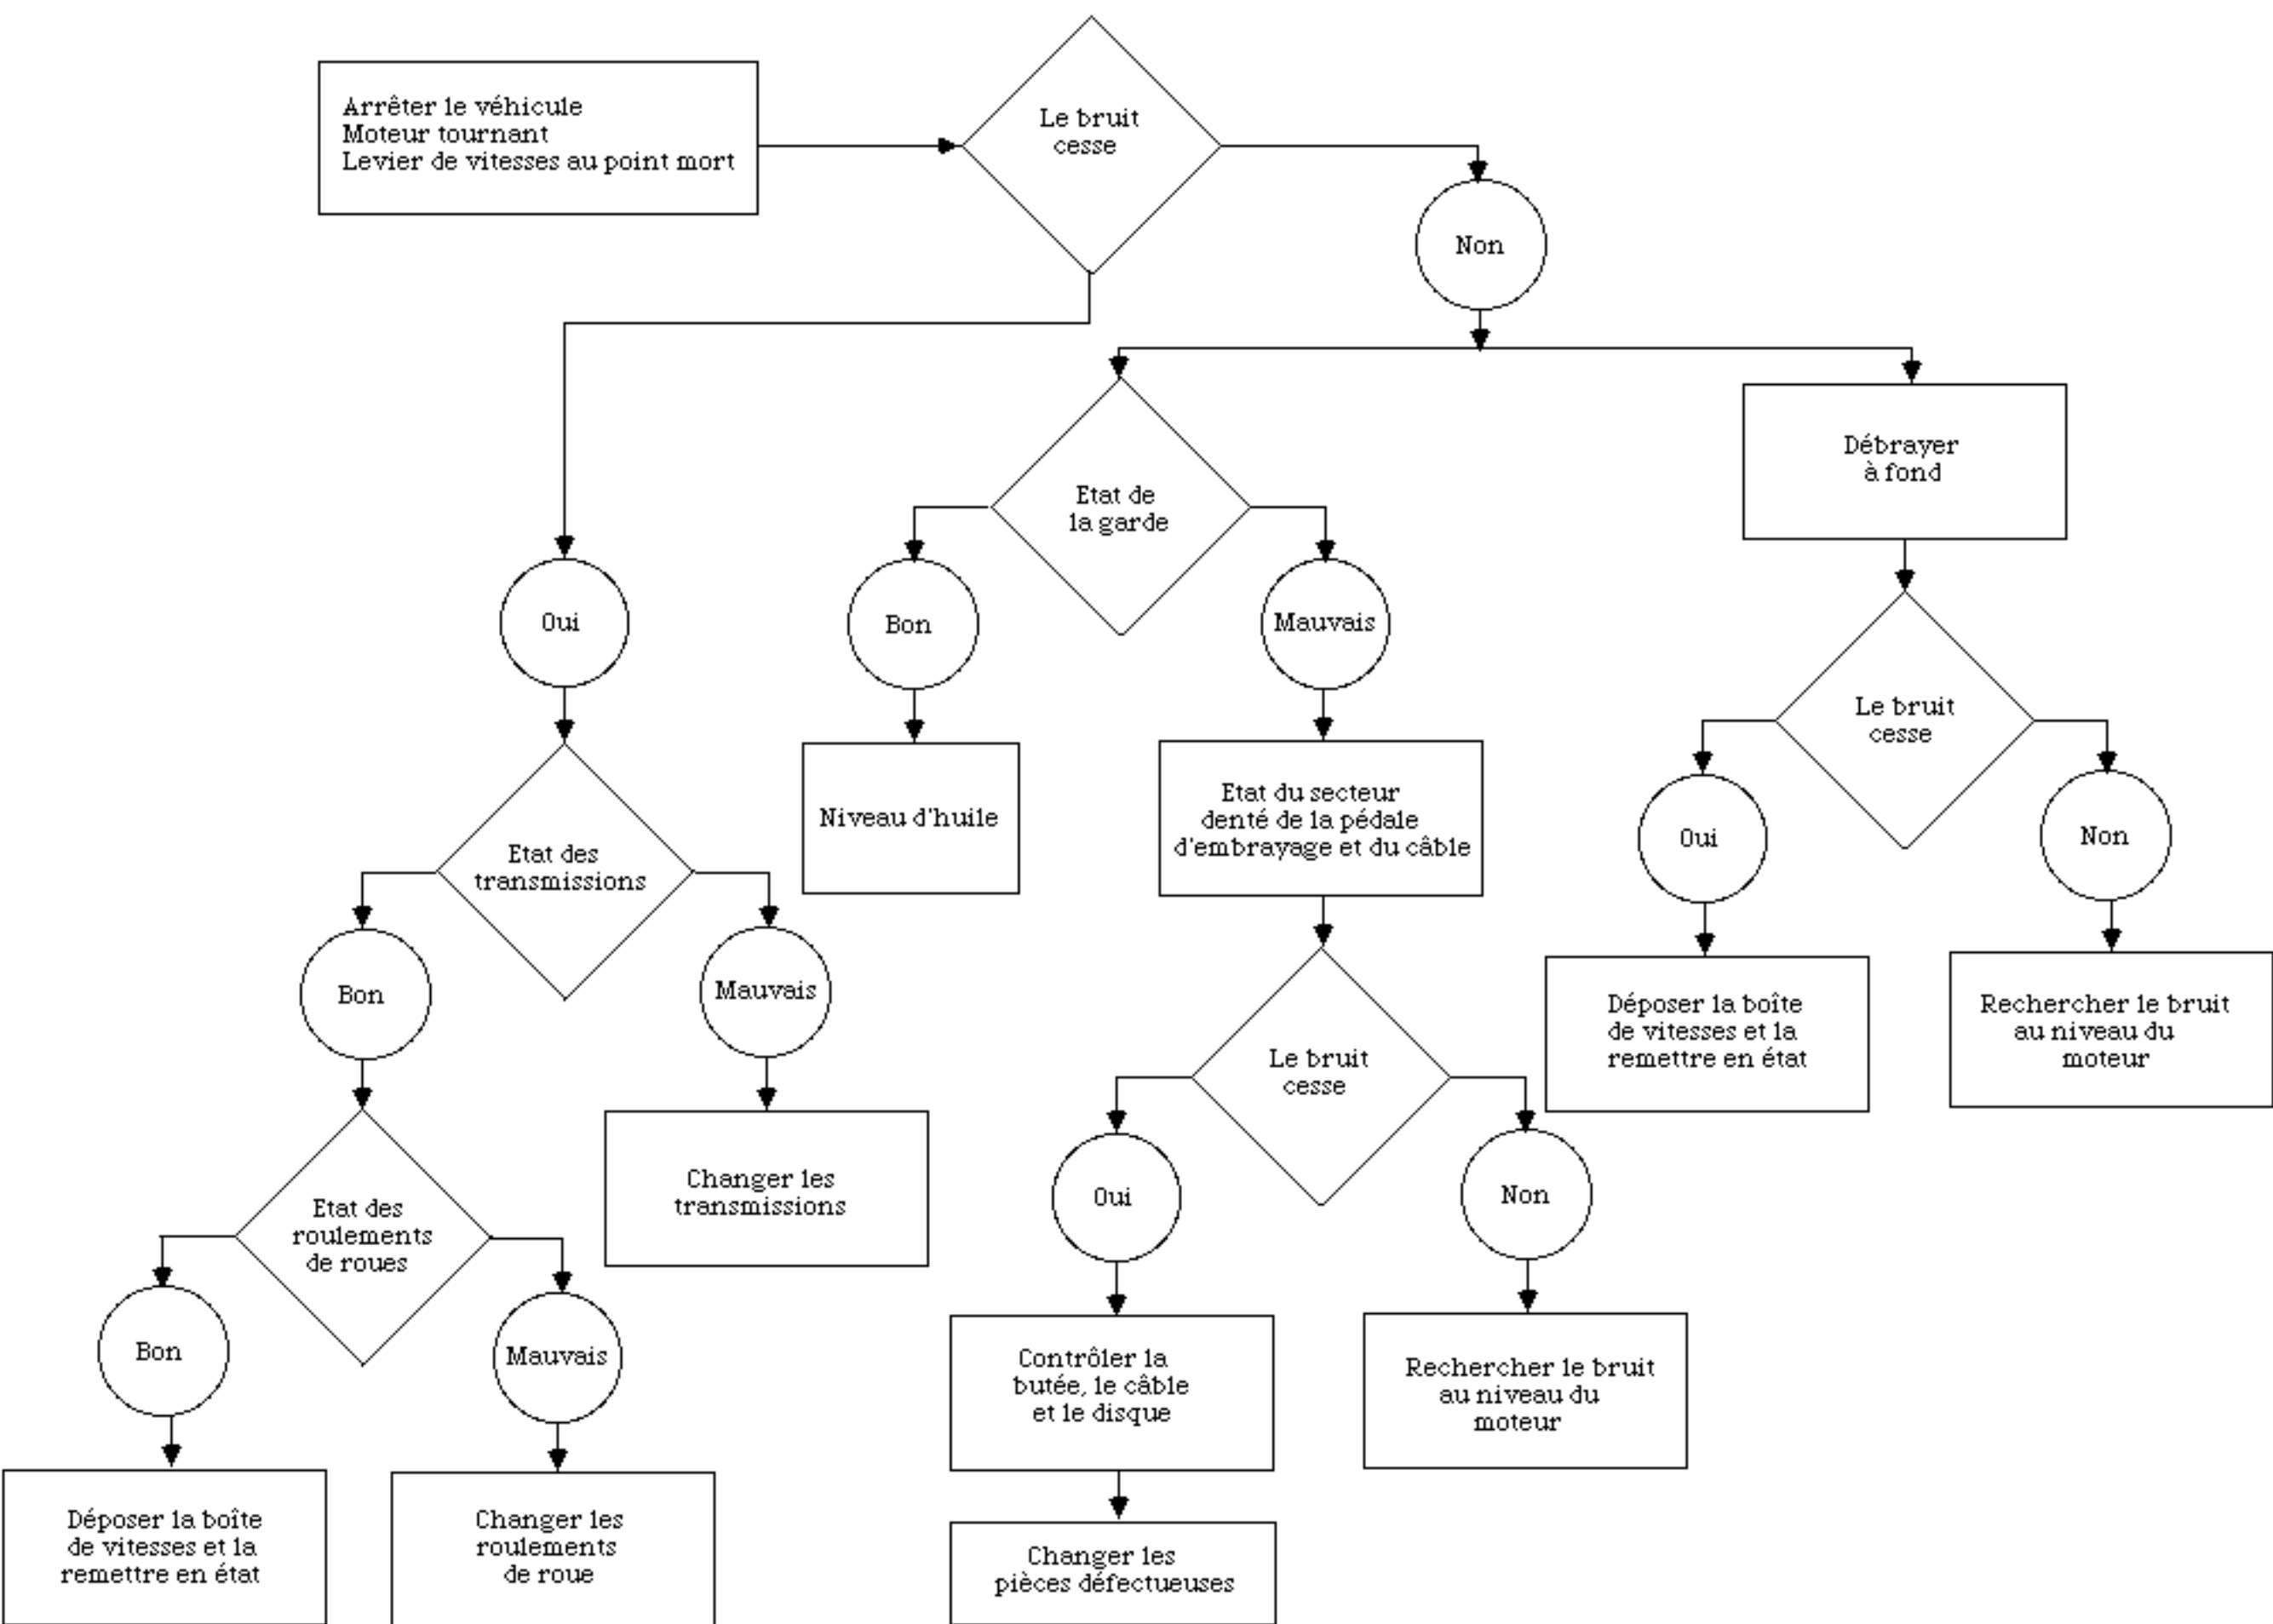 Arrêter le véhicule
Moteur tournant
Levier de vitesses au point mort
Le bruit
cesse
Non
Débrayer
à fond
Etat de
la garde
Oui
Bon
Mauvais
Le bruit
cesse
Niveau d'huile
Etat du secteur
denté de la pédale
d'embrayage et du câble
Oui
Non
Etat des
transmissions
Bon
Mauvais
Déposer la boîte
de vitesses et la
remettre en état
Rechercher le bruit
au niveau du
moteur
Le bruit
cesse
Changer les
transmissions
Oui
Non
Etat des
roulements
de roues
Bon
Mauvais
Contrôler la
butée, le câble
et le disque
Rechercher le bruit
au niveau du
moteur
Déposer la boîte
de vitesses et la
remettre en état
Changer les
roulements
de roue
Changer les
pièces défectueuses